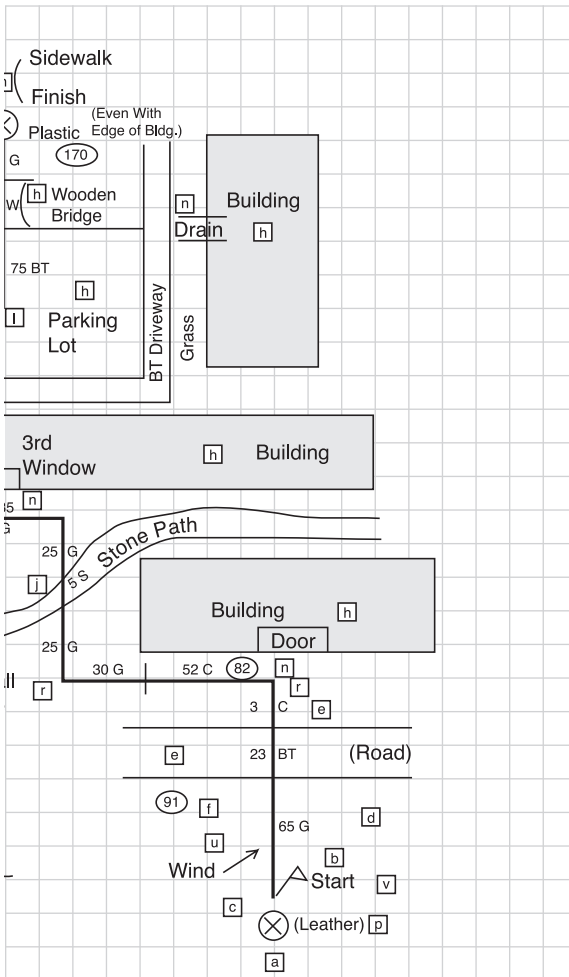 Sidewalk
Finish
(Even With
Edge of Bldg.)
Plastic
G
170
W
h
Wooden
Bridge
n
Building
Drain
h
75 BT
h
l
Parking
Lot
BT Driveway
Grass
3rd
Window
h
Building
n
G
25 G
5 S
Stone Path
j
Building
h
25 G
Door
30 G
52 C
82
n
r
r
3 C
e
e
23 BT
(Road)
91
f
d
65 G
u
b
Wind
Start
v
c
(Leather)
p
a